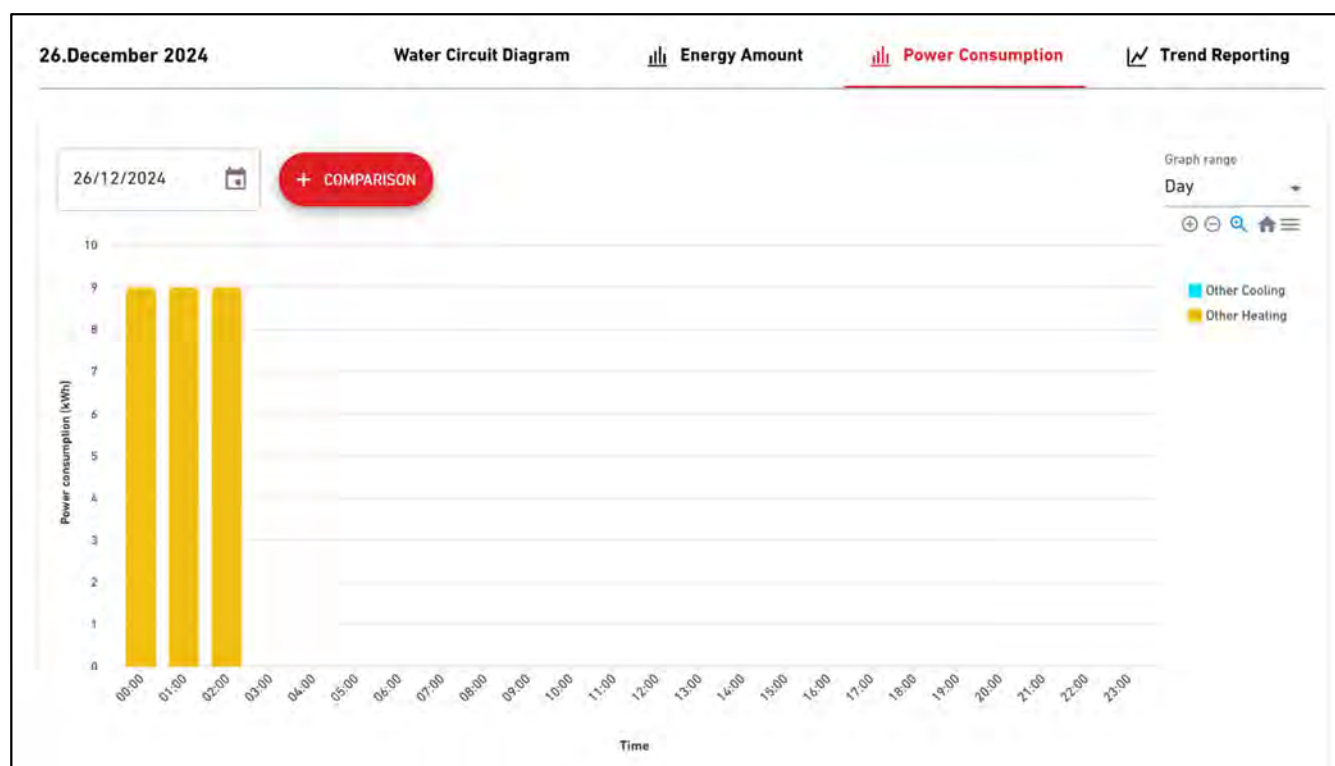 26.December 2024
Water Circuit Diagram
Energy Amount
Power Consumption
Trend Reporting
26/12/2024
+ COMPARISON
Graph range
Day
10
9
8
7
6
5
4
3
2
1
0
Power consumption (kWh)
Other Cooling
Other Heating
00:00 01:00 02:00 03:00 04:00 05:00 06:00 07:00 08:00 09:00 10:00 11:00 12:00 13:00 14:00 15:00 16:00 17:00 18:00 19:00 20:00 21:00 22:00 23:00
Time